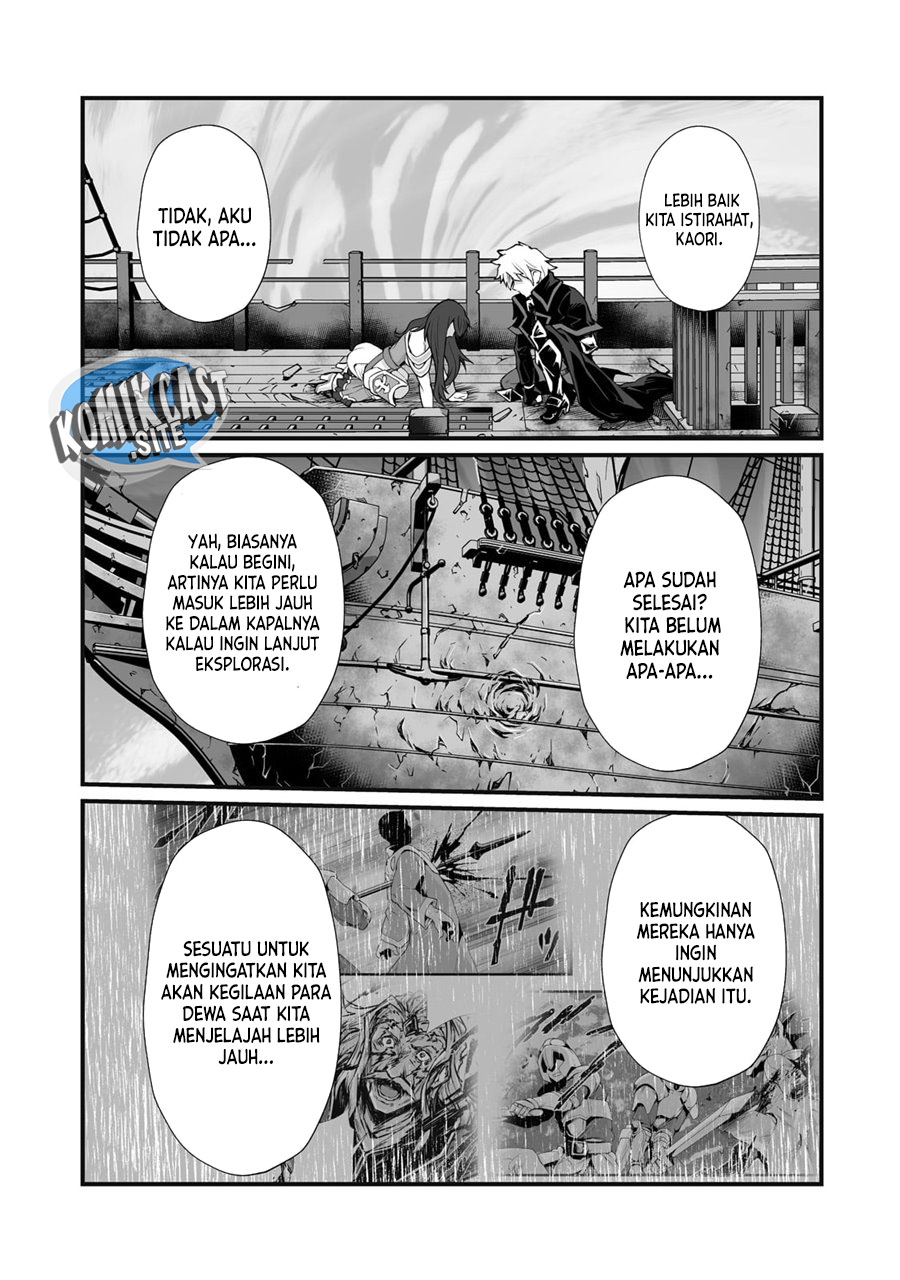 LEBIH BAIK
KITA ISTIRAHAT,
KAORI.
TIDAK, AKU
TIDAK APA...
KOMIK CAST
.SITE
APA SUDAH
SELESAI?
KITA BELUM
MELAKUKAN
APA-APA...
YAH, BIASANYA
KALAU BEGINI,
ARTINYA KITA PERLU
MASUK LEBIH JAUH
KE DALAM KAPALNYA
KALAU INGIN LANJUT
EKSPLORASI.
KEMUNGKINAN
MEREKA HANYA
INGIN
MENUNJUKKAN
KEJADIAN ITU.
SESUATU UNTUK
MENGINGATKAN KITA
AKAN KEGILAAN PARA
DEWA SAAT KITA
MENJELAJAH LEBIH
JAUH...